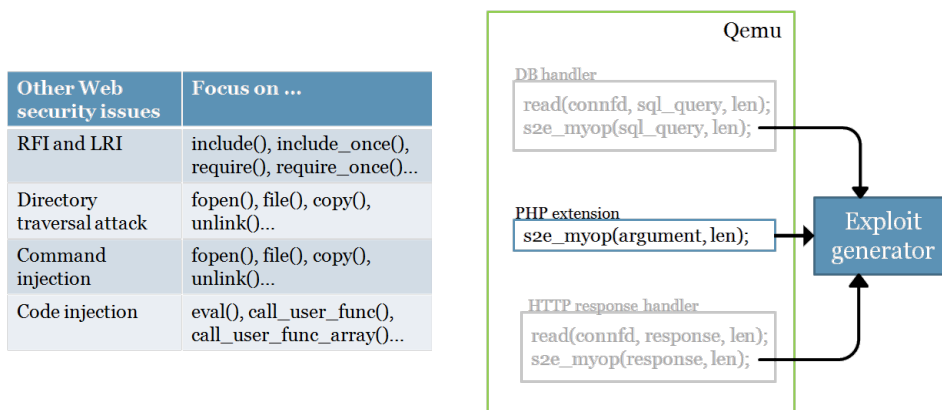 Other Web
security issues
Focus on ...
RFI and LRI
include(), include_once(),
require(), require_once()...
Directory
traversal attack
fopen(), file(), copy(),
unlink()...
Command
injection
fopen(), file(), copy(),
unlink()...
Code injection
eval(), call_user_func(),
call_user_func_array()...
Qemu
DB handler
read(connfd, sql_query, len);
s2e_myop(sql_query, len);
PHP extension
s2e_myop(argument, len);
HTTP response handler
read(connfd, response, len);
s2e_myop(response, len);
Exploit
generator